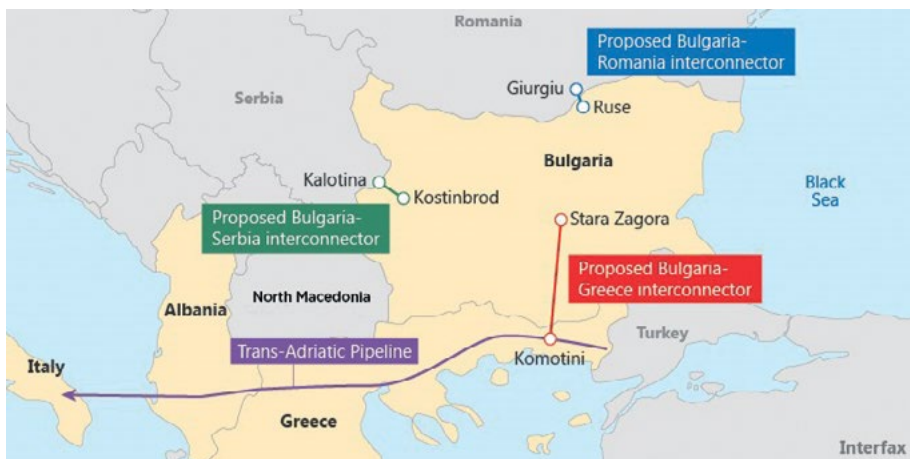 Romania
Proposed Bulgaria-
Romania interconnector
Giurgiu
Ruse
Serbia
Bulgaria
Kalotina
Kostinbrod
Black
Sea
Stara Zagora
Proposed Bulgaria-
Serbia interconnector
Proposed Bulgaria-
Greece interconnector
North Macedonia
Albania
Turkey
Trans-Adriatic Pipeline
Komotini
Italy
Greece
Interfax